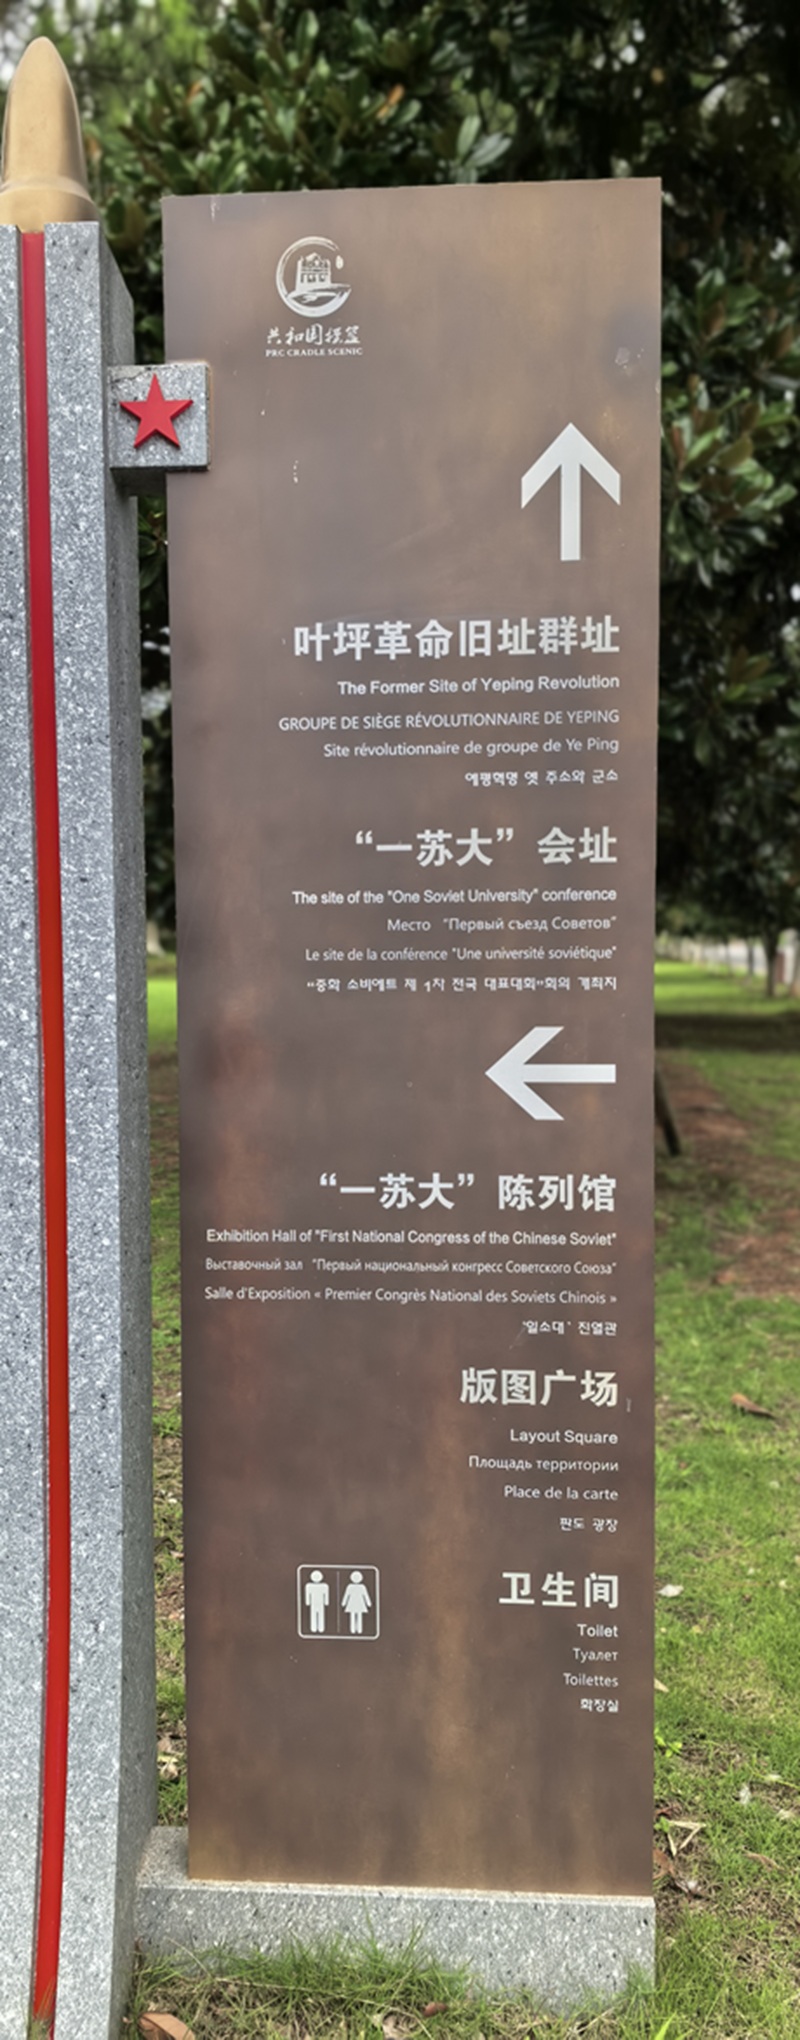 共和国摇篮
PRC CRADLE SCENIC
叶坪革命旧址群址
The Former Site of Yeping Revolution
GROUPE DE SIÈGE RÉVOLUTIONNAIRE DE YEPING
Site révolutionnaire de groupe de Ye Ping
예평혁명 옛 주소와 군소
“一苏大”会址
The site of the "One Soviet University" conference
Место “Первый съезд Советов”
Le site de la conférence "Une université soviétique"
“중화 소비에트 제 1차 전국 대표대회”회의 개최지
“一苏大”陈列馆
Exhibition Hall of "First National Congress of the Chinese Soviet"
Выставочный зал “Первый национальный конгресс Советского Союза”
Salle d'Exposition « Premier Congrès National des Soviets Chinois »
‘일소대’ 진열관
版图广场
Layout Square
Площадь территории
Place de la carte
판도 광장
卫生间
Toilet
Туалет
Toilettes
화장실